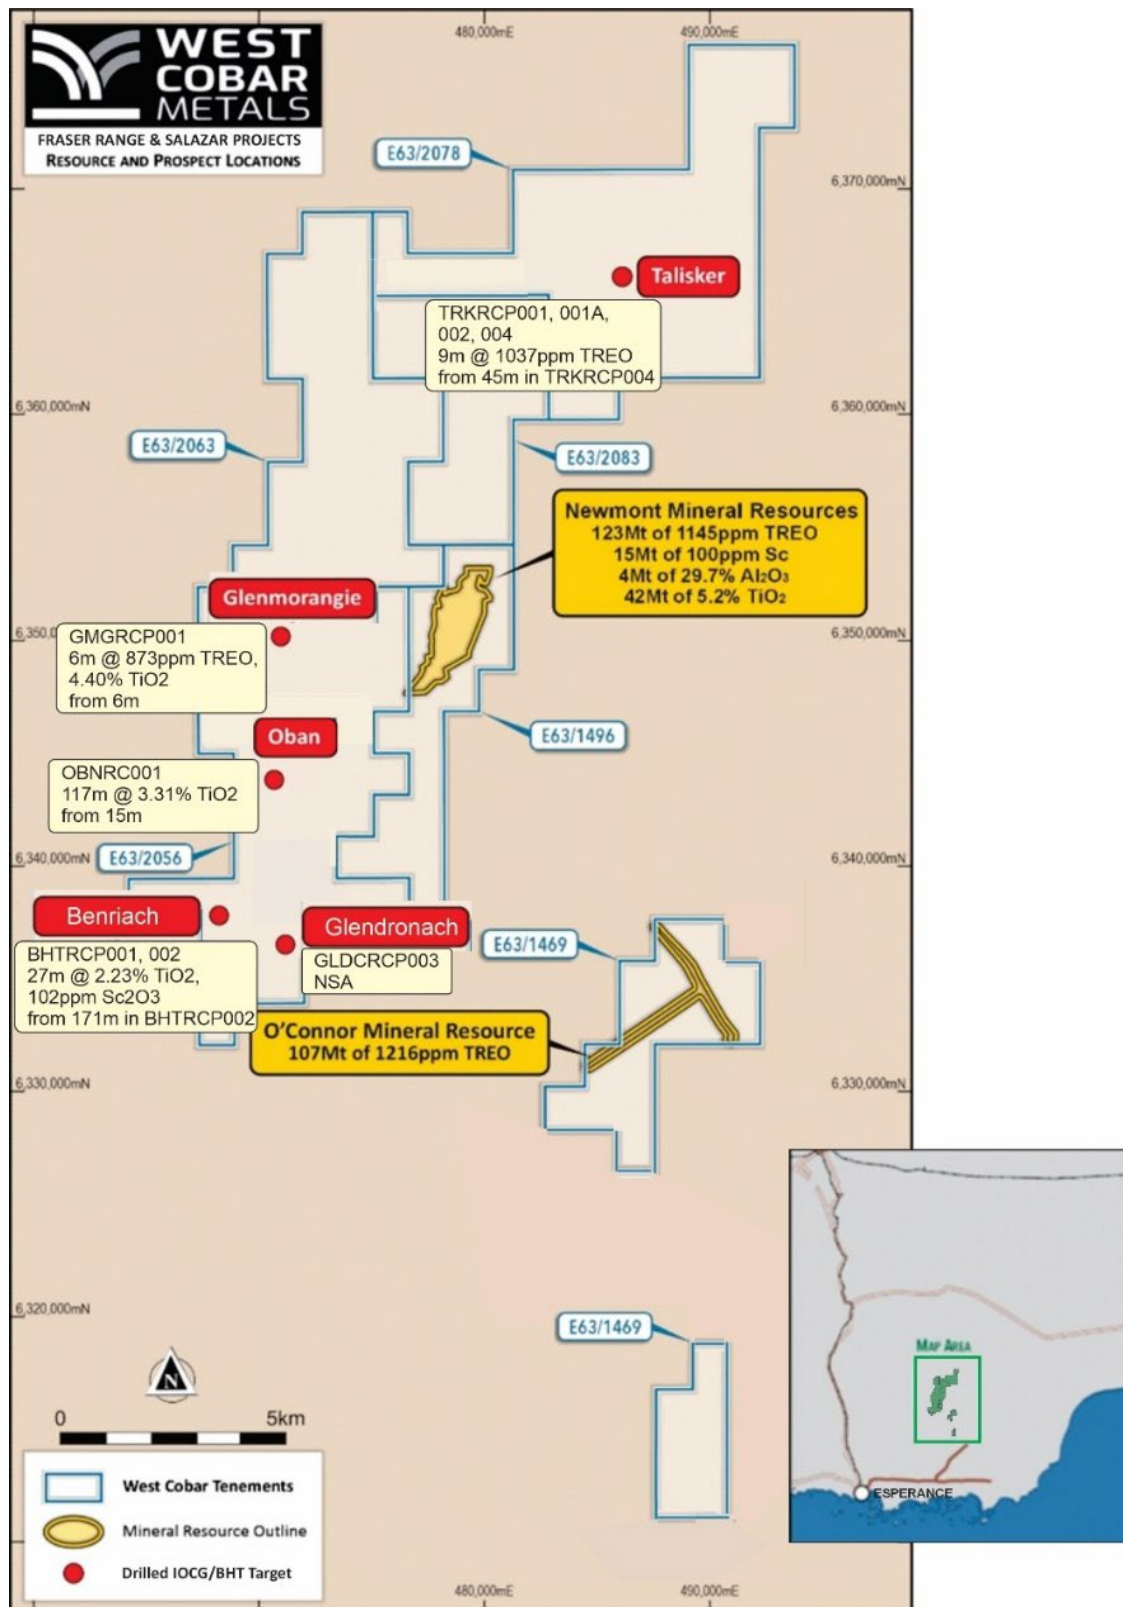 WEST
COBAR
METALS
FRASER RANGE & SALAZAR PROJECTS
RESOURCE AND PROSPECT LOCATIONS
480,000mE
490,000mE
E63/2078
6,370,000mN
Talisker
TRKRCP001, 001A,
002, 004
9m @ 1037ppm TREO
from 45m in TRKRCP004
6,360,000mN
6,360,000mN
E63/2063
E63/2083
Newmont Mineral Resources
123Mt of 1145ppm TREO
15Mt of 100ppm Sc
4Mt of 29.7% Al₂O₃
42Mt of 5.2% TiO₂
Glenmorangie
GMGRCP001
6m @ 873ppm TREO,
4.40% TiO2
from 6m
6,350,000mN
Oban
E63/1496
OBNRC001
117m @ 3.31% TiO2
from 15m
6,340,000mN
E63/2056
6,340,000mN
Benriach
BHTRCP001, 002
27m @ 2.23% TiO2,
102ppm Sc2O3
from 171m in BHTRCP002
Glendronach
GLDCRCP003
NSA
E63/1469
O'Connor Mineral Resource
107Mt of 1216ppm TREO
6,330,000mN
6,330,000mN
6,320,000mN
E63/1469
N
0 5km
West Cobar Tenements
Mineral Resource Outline
Drilled IOCG/BHT Target
480,000mE
490,000mE
MAP AREA
ESPERANCE